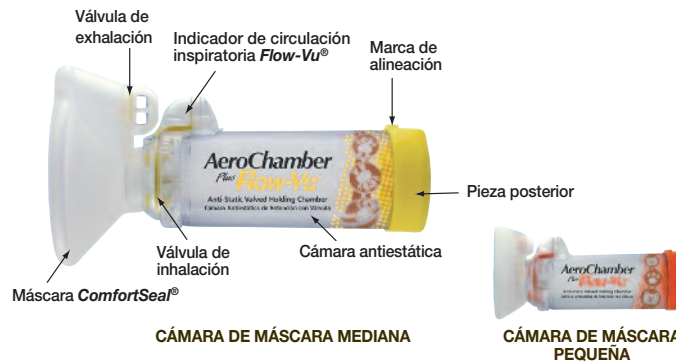 Válvula de
exhalación
Indicador de circulación
inspiratoria Flow-Vu®
Marca de
alineación
AeroChamber
Plus Flow-Vu®
Anti-Static Valved Holding Chamber
Cámara Antiestática de Retención con Válvula
Pieza posterior
Válvula de
inhalación
Cámara antiestática
Máscara ComfortSeal®
CÁMARA DE MÁSCARA MEDIANA
AeroChamber
Plus Flow-Vu
CÁMARA DE MÁSCARA
PEQUEÑA